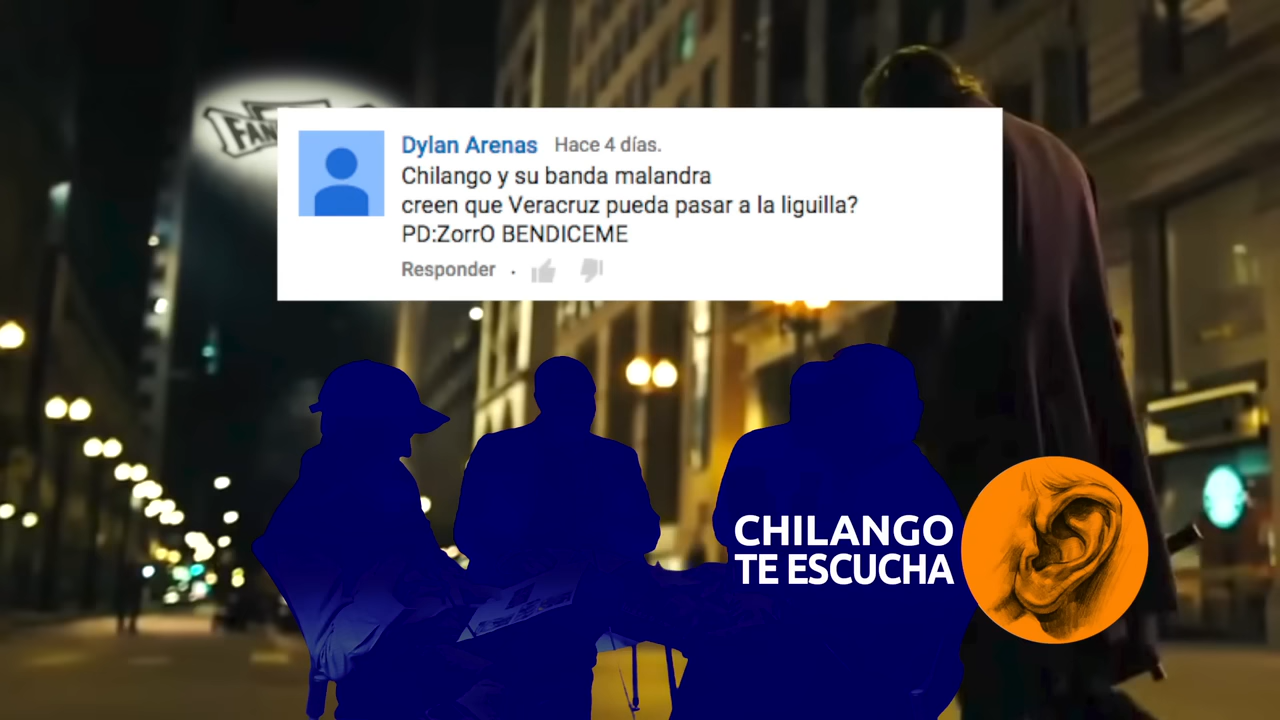 FAN
Dylan Arenas Hace 4 días.
Chilango y su banda malandra
creen que Veracruz pueda pasar a la liguilla?
PD:ZorrO BENDICEME
Responder ·
CHILANGO
TE ESCUCHA